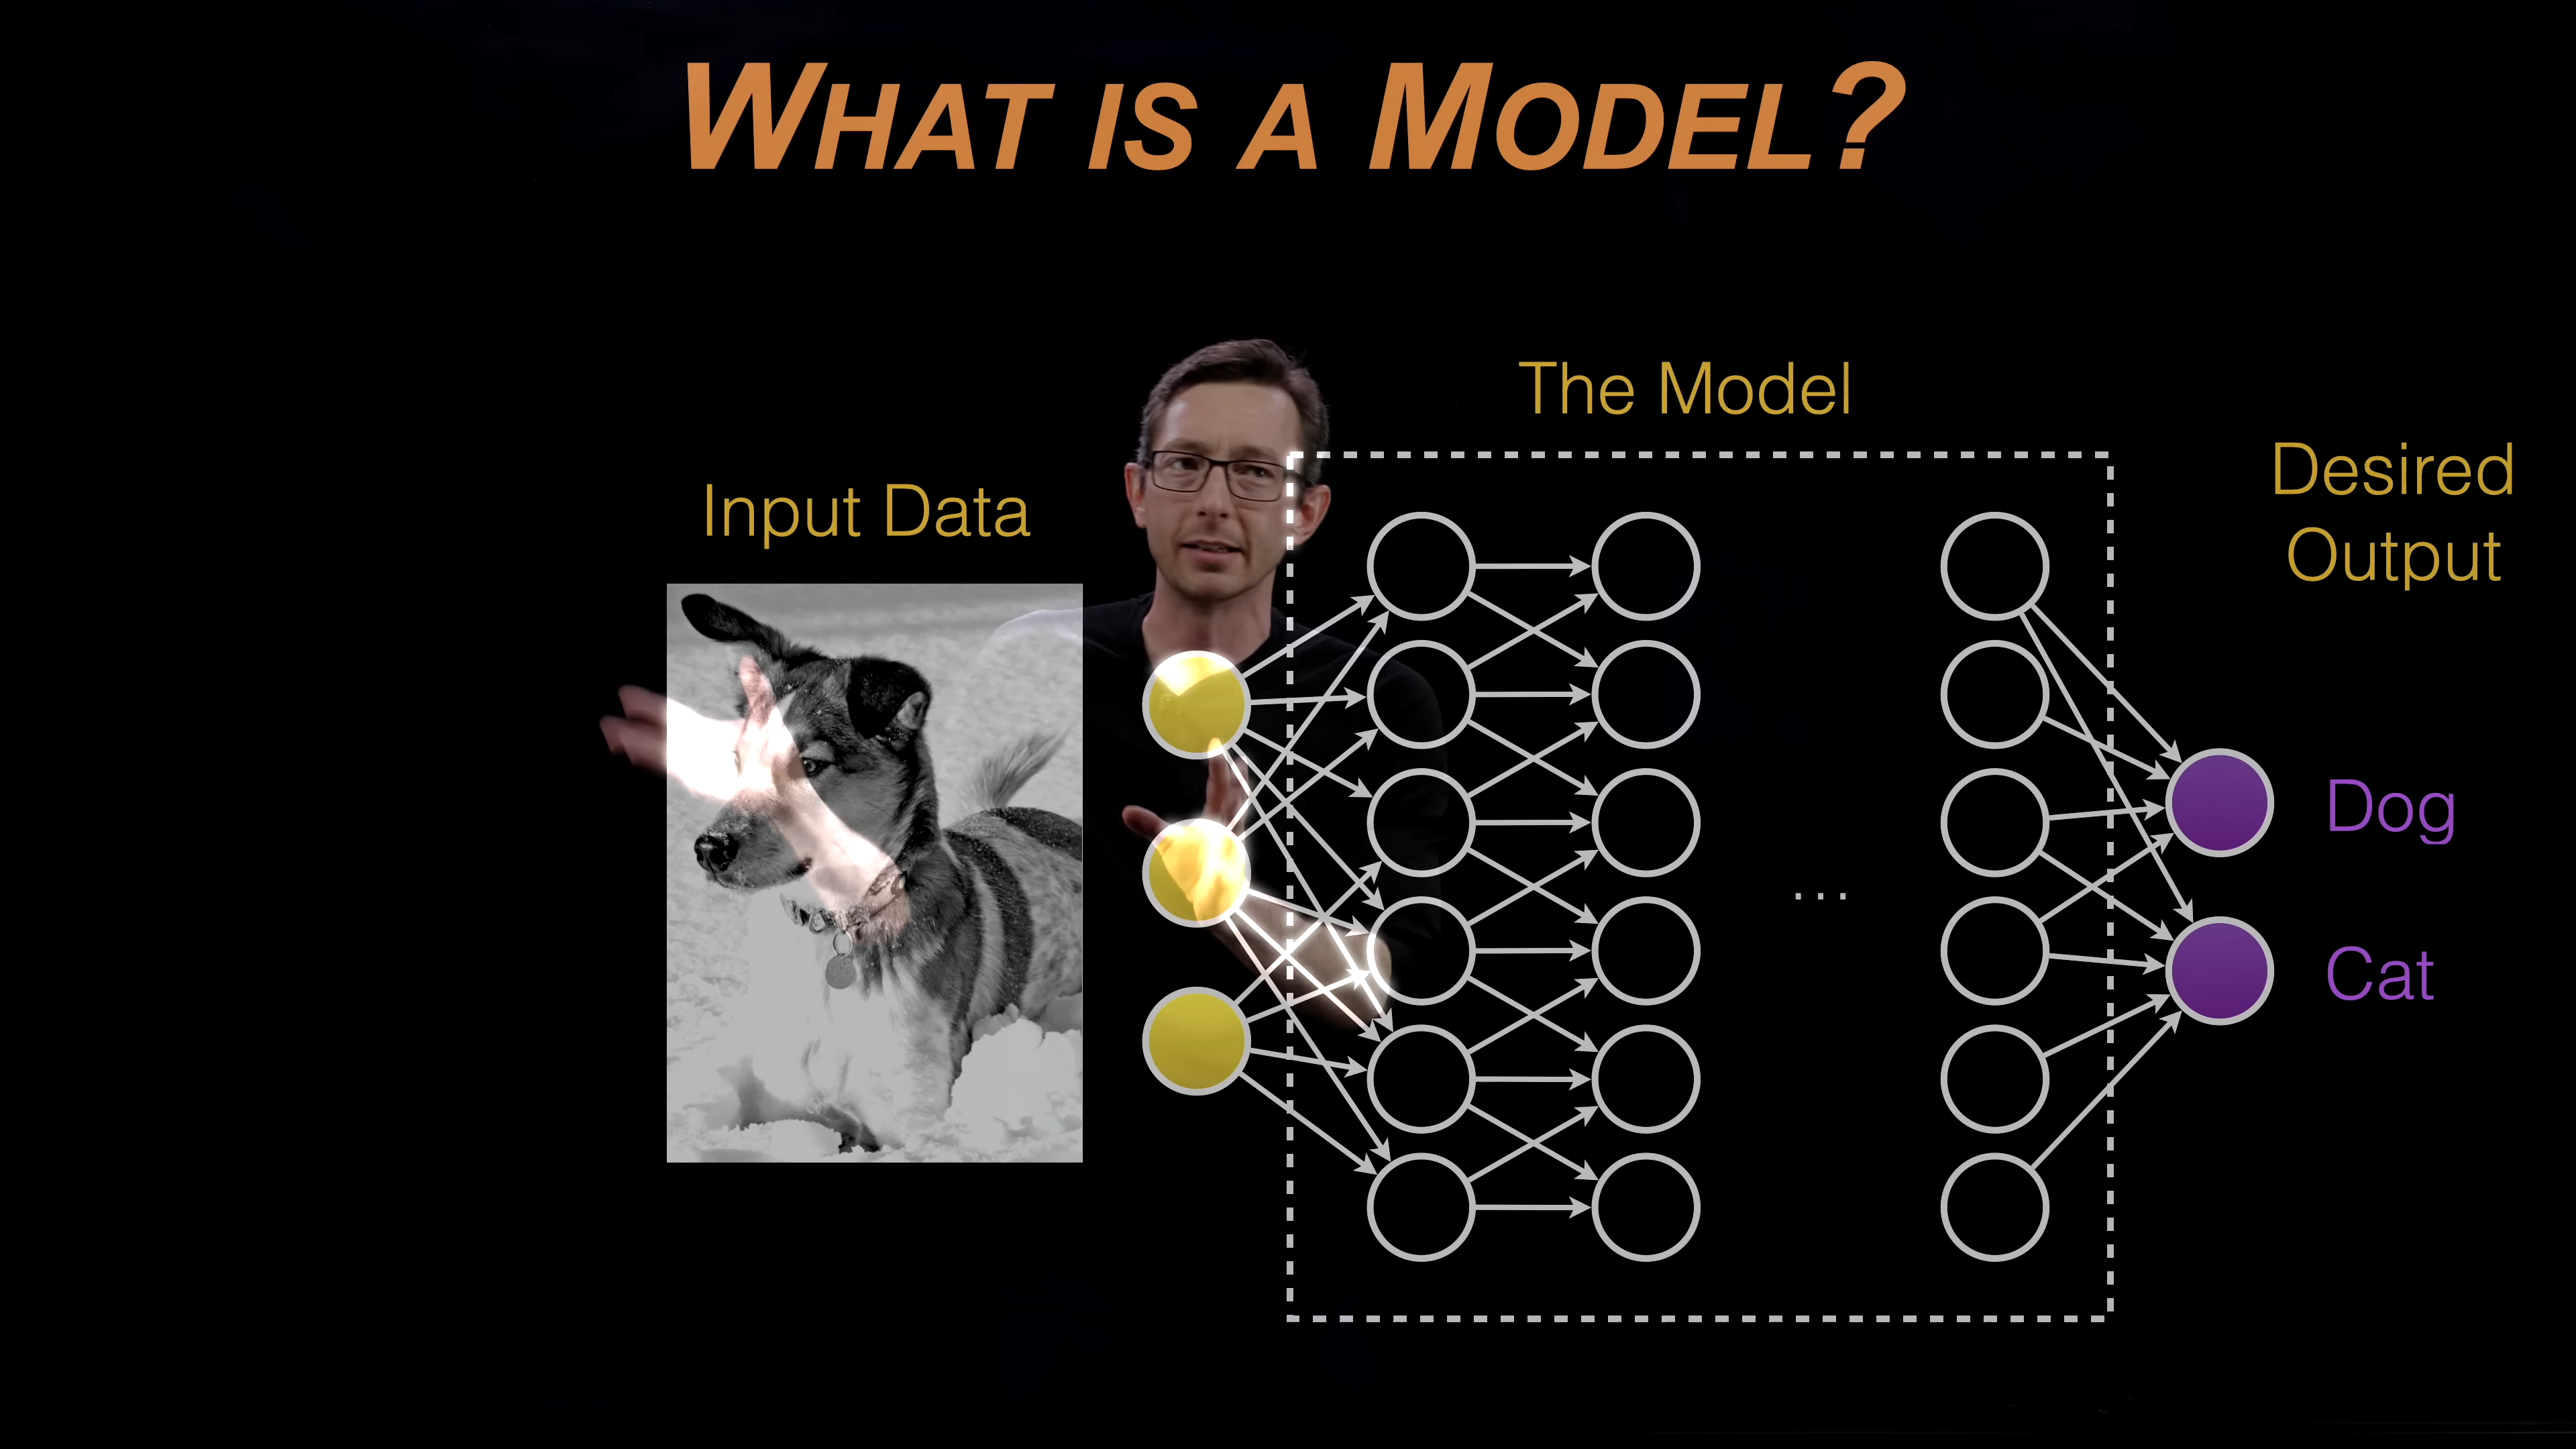 WHAT IS A MODEL?
The Model
Input Data
Desired
Output
Dog
...
Cat